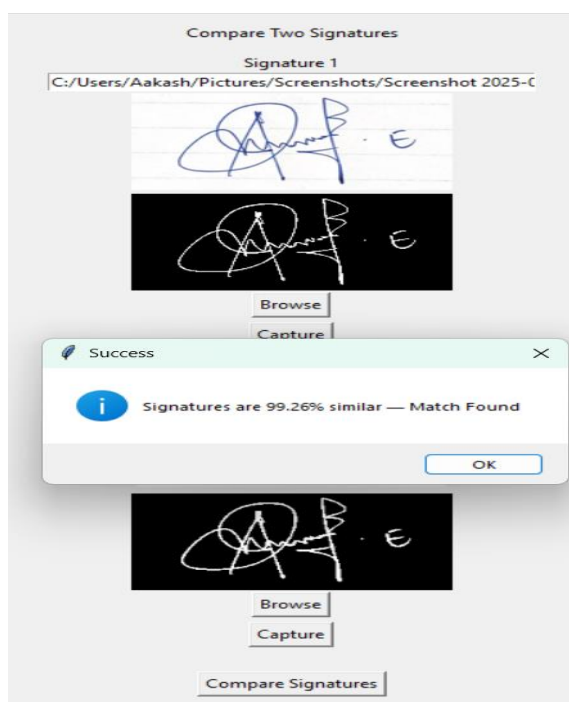 Compare Two Signatures
Signature 1
C:/Users/Aakash/Pictures/Screenshots/Screenshot 2025-0
E
E
Browse
Capture
Success
Signatures are 99.26% similar — Match Found
OK
E
Browse
Capture
Compare Signatures